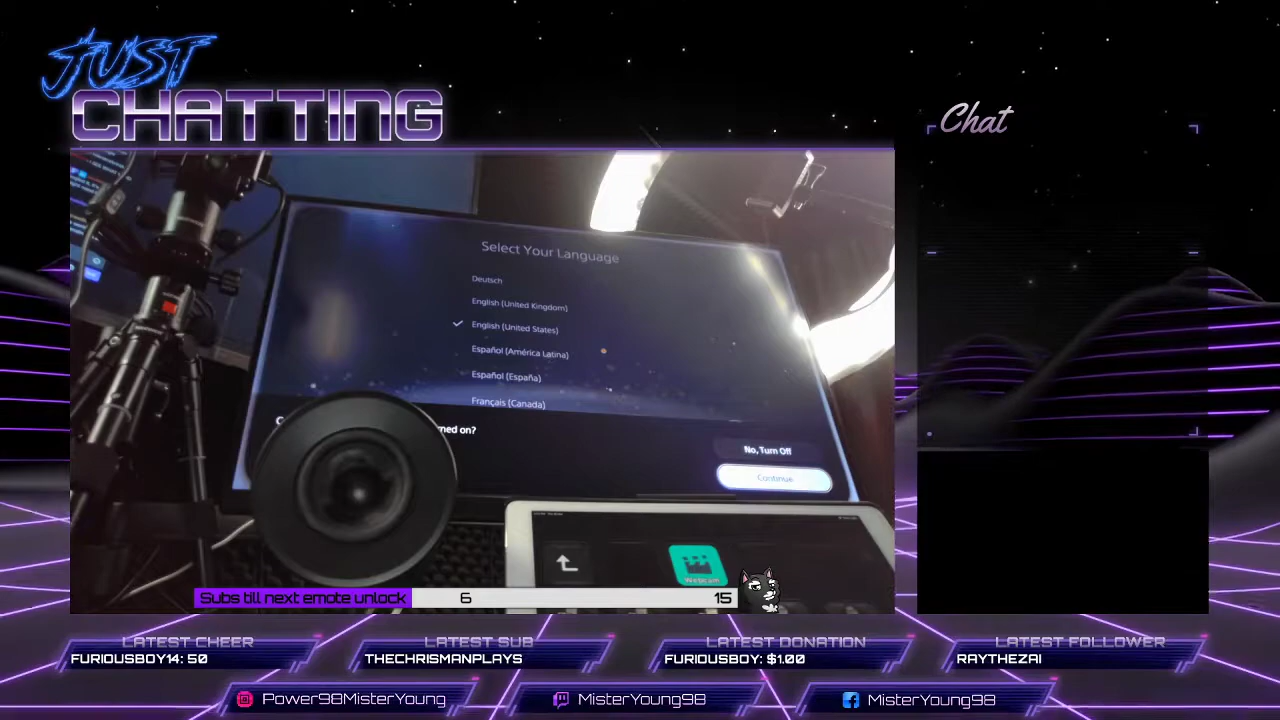 JUST
CHATTING
Chat
Select Your Language
Deutsch
English (United Kingdom)
English (United States)
Español (América Latina)
Español (España)
Français (Canada)
on?
No, Turn Off
Continue
Webcam
Subs till next emote unlock
6
15
LATEST CHEER
FURIOUSBOY14: 50
LATEST SUB
THECHRISMANPLAYS
LATEST DONATION
FURIOUSBOY: $1.00
LATEST FOLLOWER
RAYTHEZAI
Power98MisterYoung
MisterYoung98
MisterYoung98